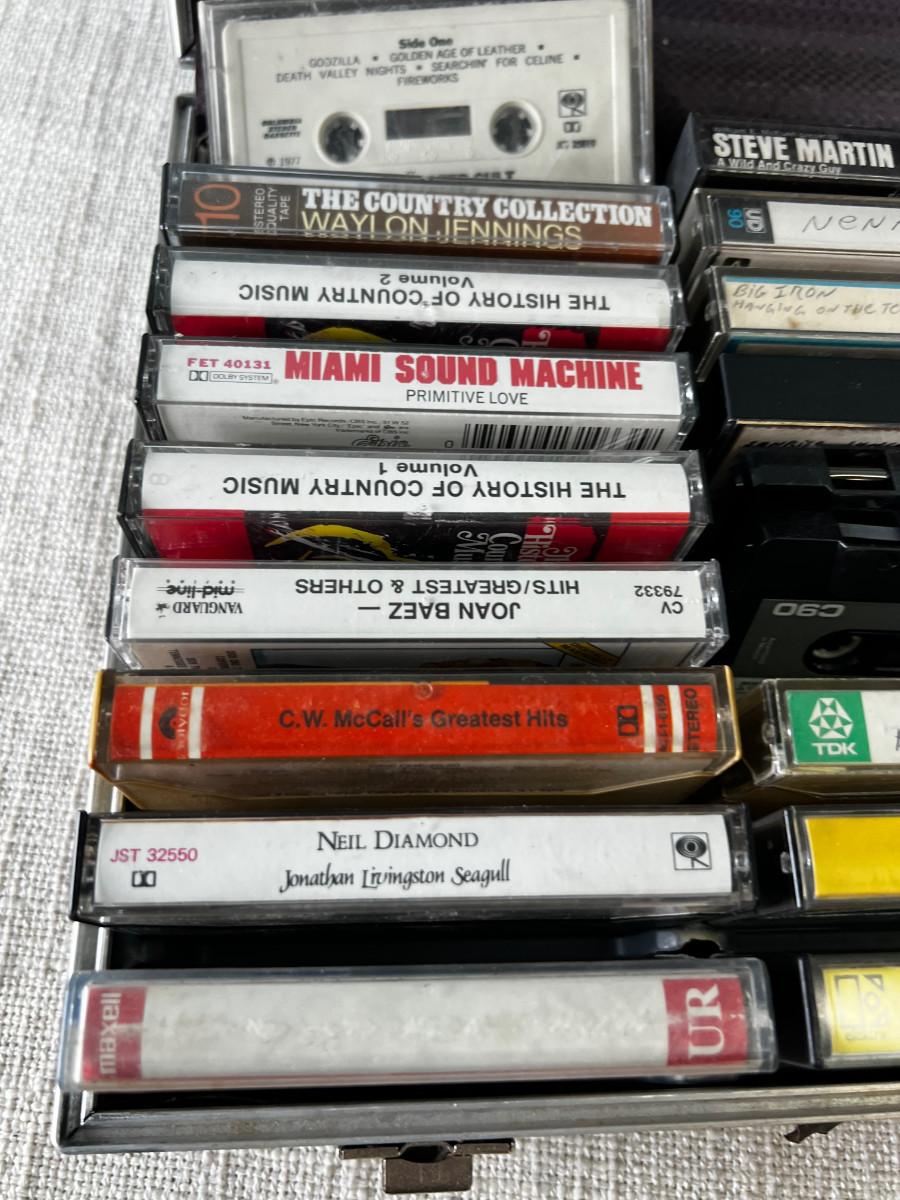 Side One
GODZILLA • GOLDEN AGE OF LEATHER •
DEATH VALLEY NIGHTS • SEARCHIN' FOR CELINE •
FIREWORKS
℗ 1977
10
STEREO
QUALITY
TAPE
THE COUNTRY COLLECTION
WAYLON JENNINGS
THE HISTORY OF COUNTRY MUSIC
Volume 2
FET 40131
DOLBY SYSTEM
MIAMI SOUND MACHINE
PRIMITIVE LOVE
Epic
THE HISTORY OF COUNTRY MUSIC
Volume 1
CV
79332
JOAN BAEZ —
HITS/GREATEST & OTHERS
VANGUARD
mid-line
polydor
C.W. McCall's Greatest Hits
STEREO
JST 32550
NEIL DIAMOND
Jonathan Livingston Seagull
maxell
UR
STEVE MARTIN
A Wild And Crazy Guy
UD
90
BIG IRON
HANGING ON THE
C90
TDK